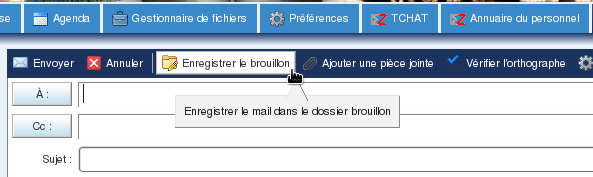 se Agenda Gestionnaire de fichiers Préférences TCHAT Annuaire du personnel
Envoyer Annuler Enregistrer le brouillon Ajouter une pièce jointe Vérifier l'orthographe
À :
Enregistrer le mail dans le dossier brouillon
Cc :
Sujet :